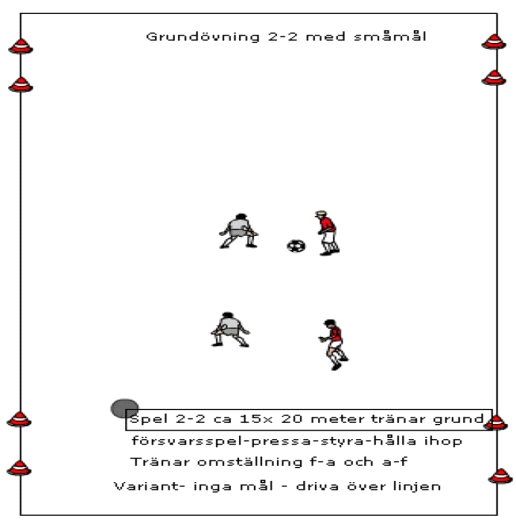 Grundövning 2-2 med småmål
Spel 2-2 ca 15x 20 meter tränar grund
försvarsspel-pressa-styra-hålla ihop
Tränar omställning f-a och a-f
Variant- inga mål - driva över linjen